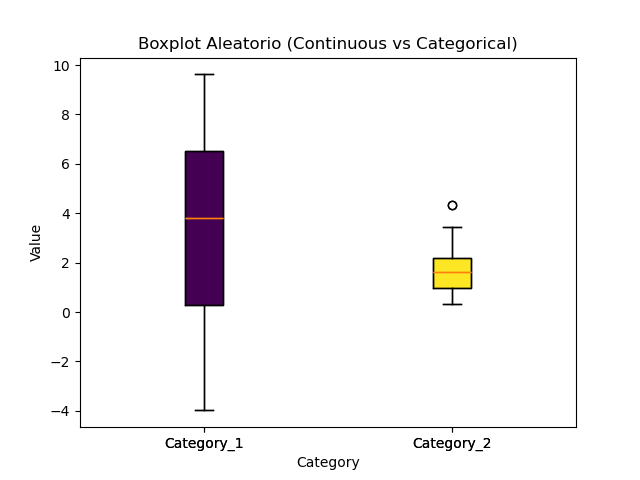 Boxplot Aleatorio (Continuous vs Categorical)
10
8
6
4
2
0
−2
−4
Value
Category_1
Category_2
Category